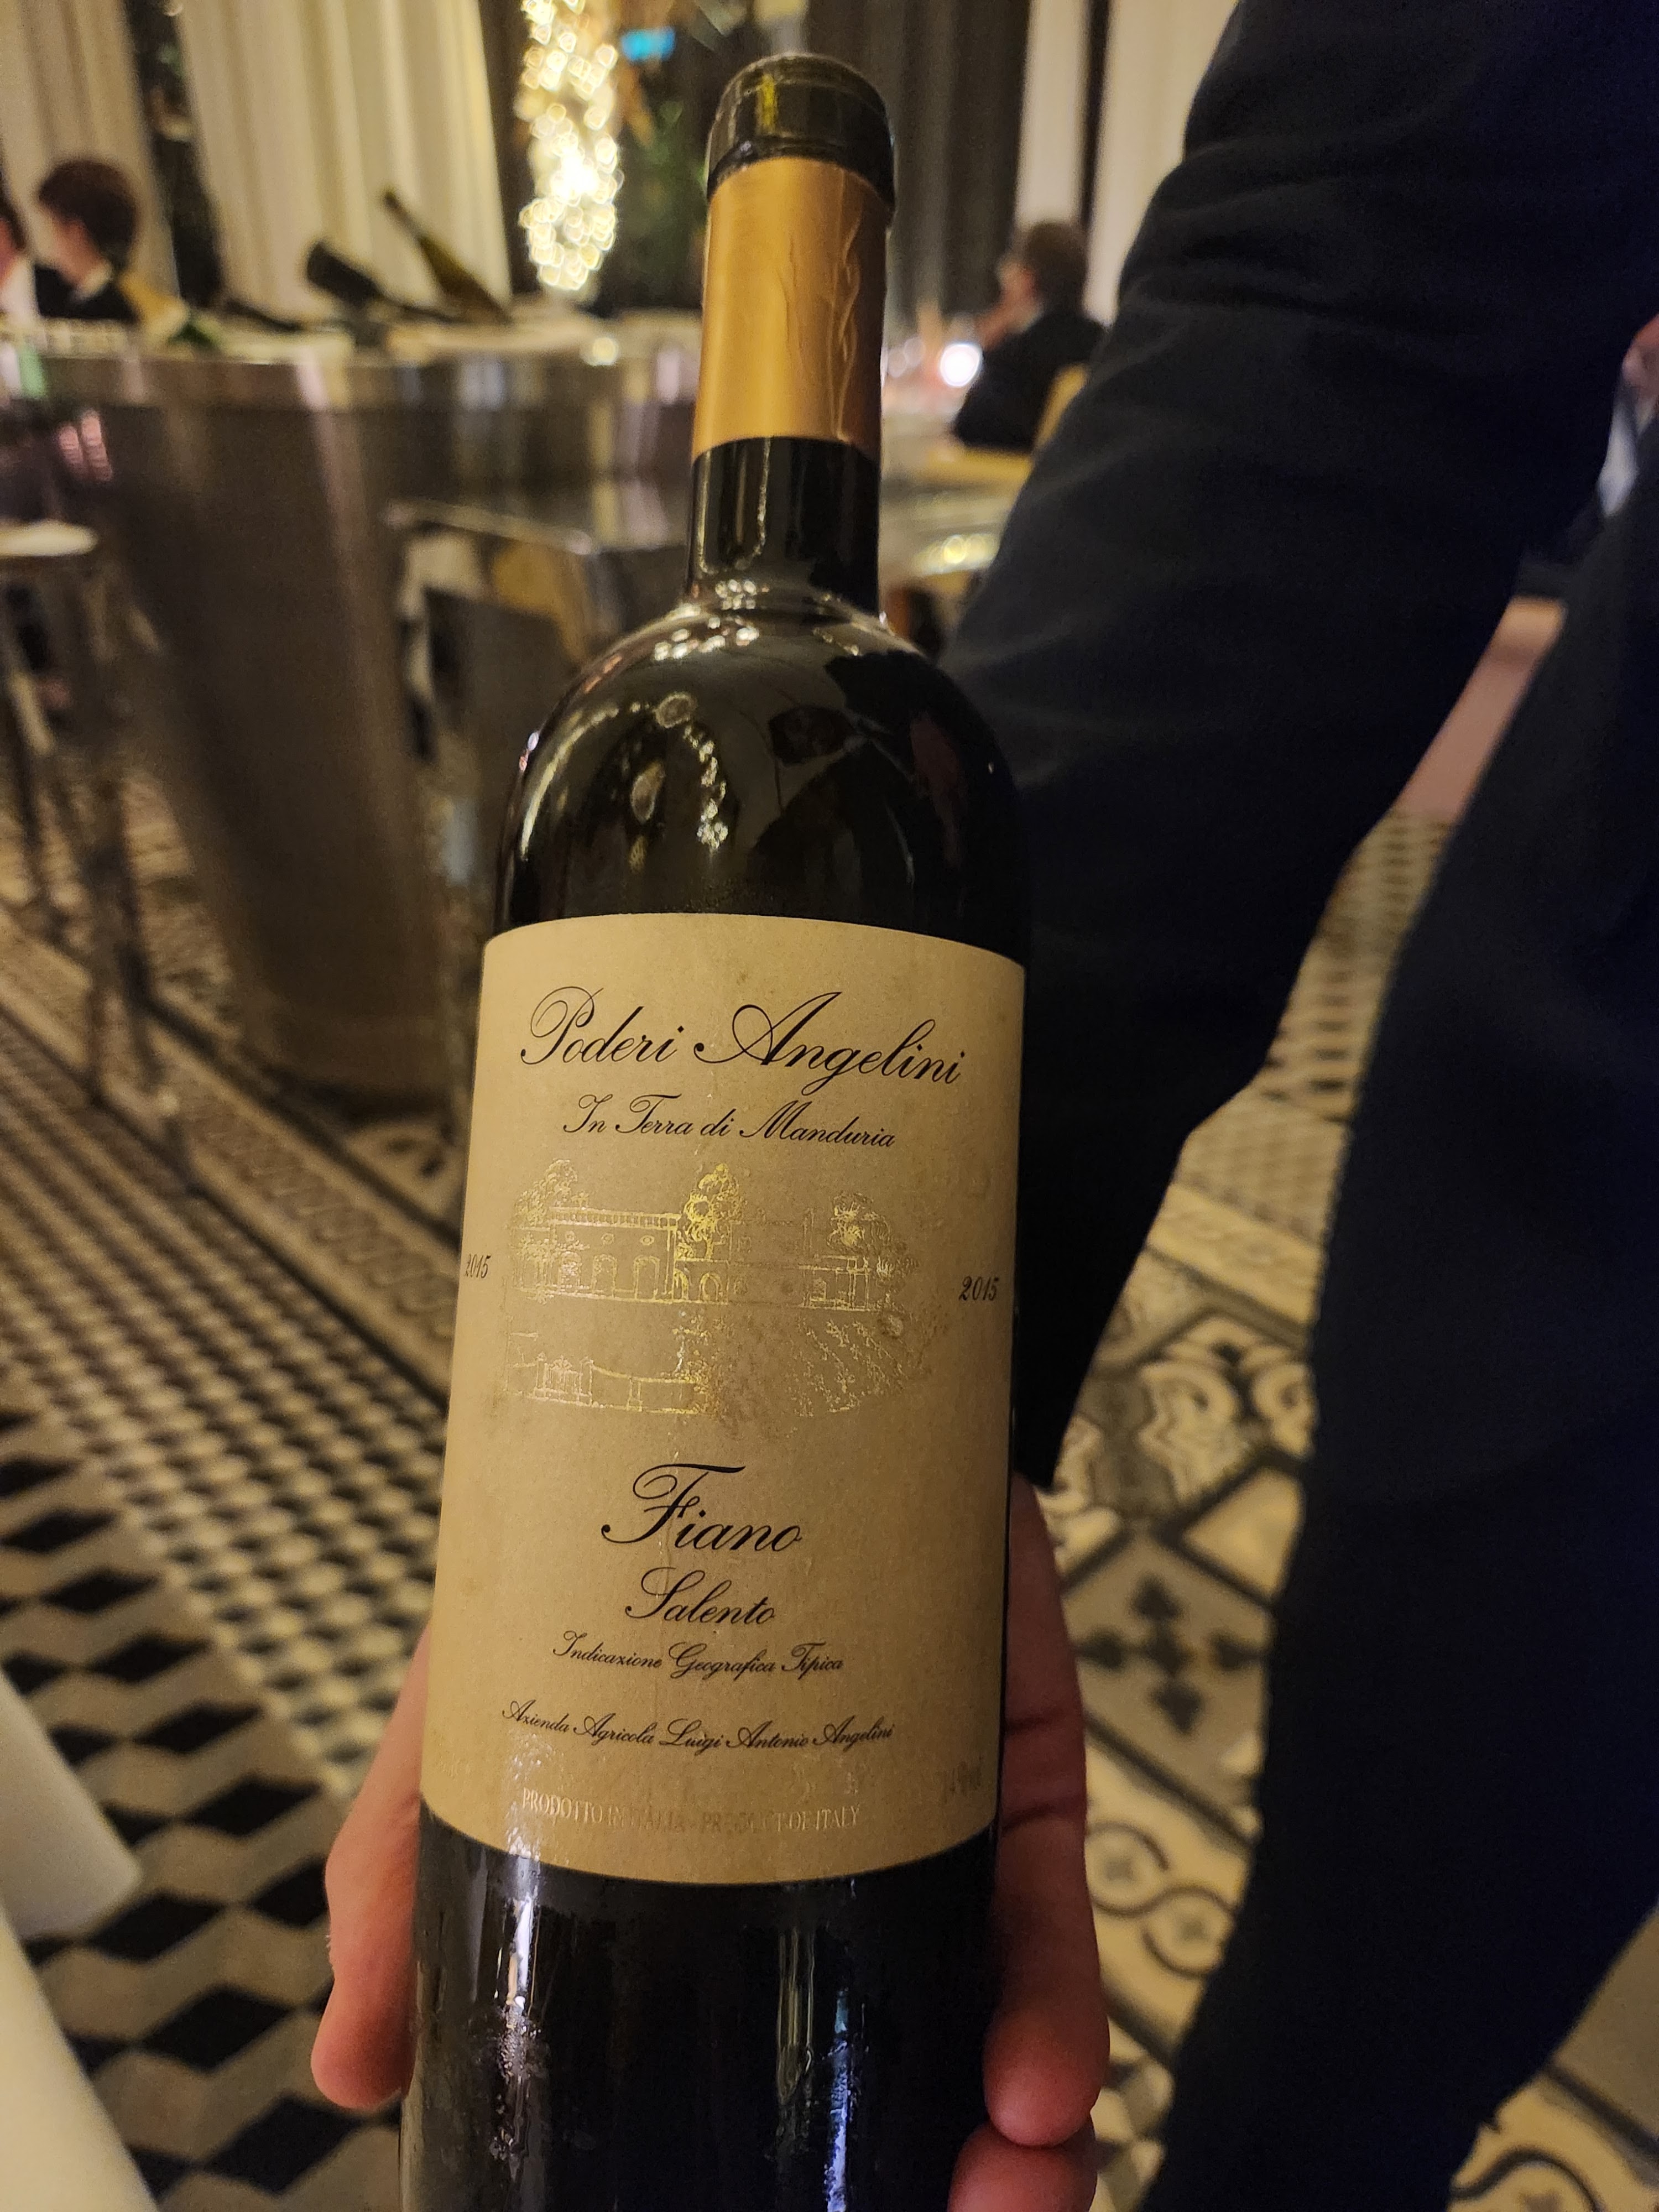 Poderi Angelini
In Terra di Manduria
2015 2015
Fiano
Salento
Indicazione Geografica Tipica
Azienda Agricola Luigi Antonio Angelini
PRODOTTO IN ITALIA - PRODUCT OF ITALY